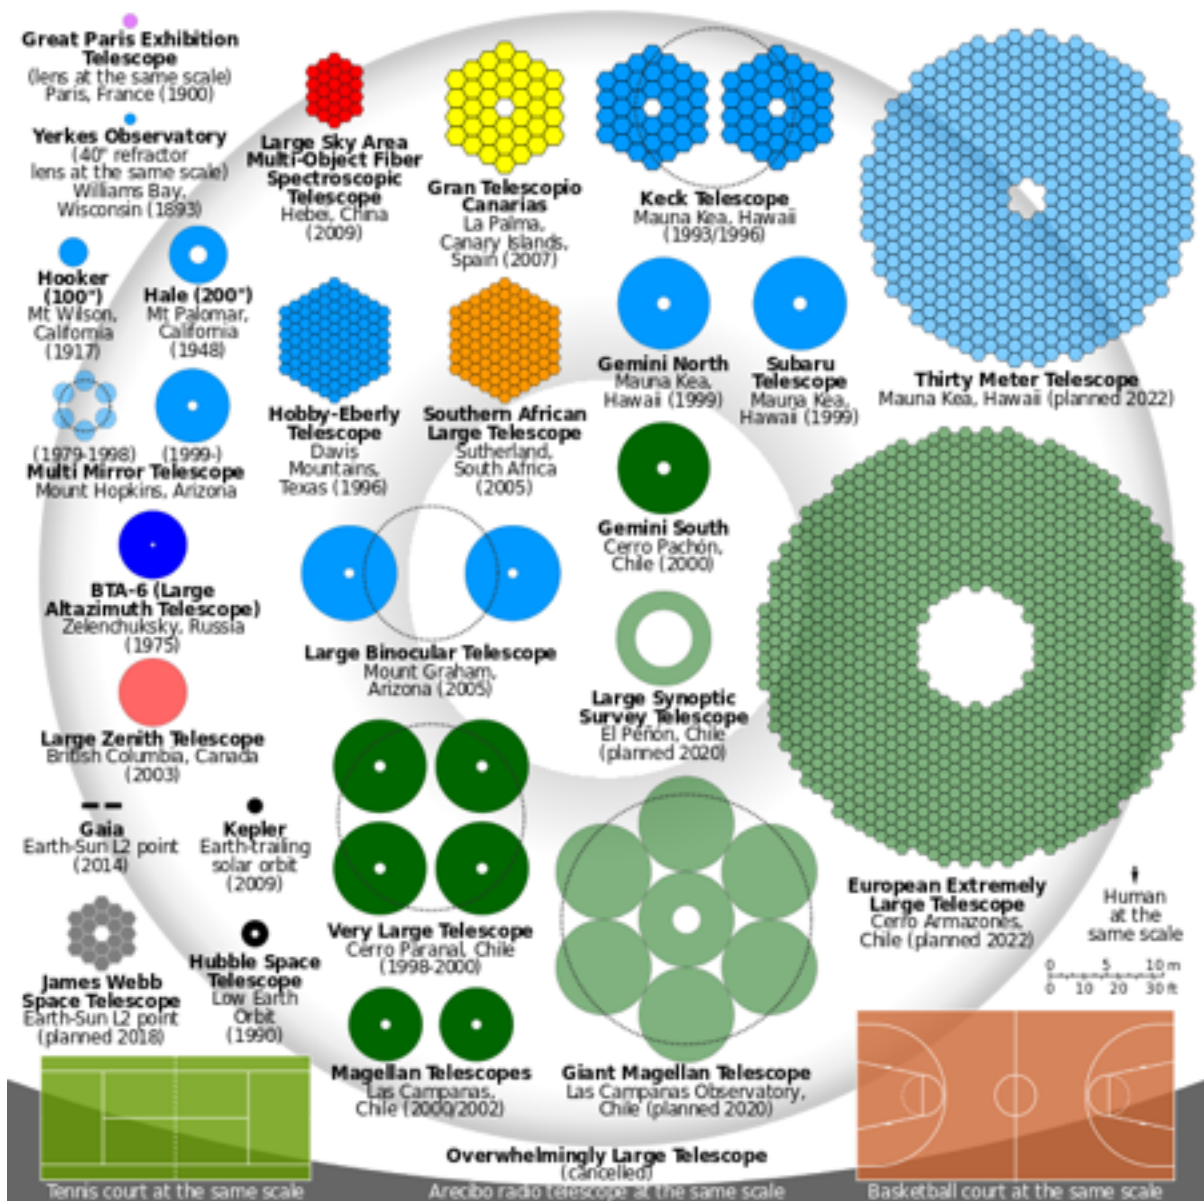 Great Paris Exhibition
Telescope
(lens at the same scale)
Paris, France (1900)
Yerkes Observatory
(40" refractor
lens at the same scale)
Williams Bay,
Wisconsin (1893)
Hooker
(100")
Mt Wilson,
California
(1917)
Hale (200")
Mt Palomar,
California
(1948)
(1979-1998)
(1999-)
Multi Mirror Telescope
Mount Hopkins, Arizona
BTA-6 (Large
Altazimuth Telescope)
Zelenchuksky, Russia
(1975)
Large Zenith Telescope
British Columbia, Canada
(2003)
Gaia
Earth-Sun L2 point
(2014)
Kepler
Earth-trailing
solar orbit
(2009)
James Webb
Space Telescope
Earth-Sun L2 point
(planned 2018)
Hubble Space
Telescope
Low Earth
Orbit
(1990)
Large Sky Area
Multi-Object Fiber
Spectroscopic
Telescope
Hebei, China
(2009)
Gran Telescopio
Canarias
La Palma,
Canary Islands,
Spain (2007)
Keck Telescope
Mauna Kea, Hawaii
(1993/1996)
Hobby-Eberly
Telescope
Davis
Mountains,
Texas (1996)
Southern African
Large Telescope
Sutherland,
South Africa
(2005)
Gemini North
Mauna Kea,
Hawaii (1999)
Subaru
Telescope
Mauna Kea,
Hawaii (1999)
Gemini South
Cerro Pachón,
Chile (2000)
Large Binocular Telescope
Mount Graham,
Arizona (2005)
Large Synoptic
Survey Telescope
El Peñón, Chile
(planned 2020)
Very Large Telescope
Cerro Paranal, Chile
(1998-2000)
Magellan Telescopes
Las Campanas,
Chile (2000/2002)
Giant Magellan Telescope
Las Campanas Observatory,
Chile (planned 2020)
Thirty Meter Telescope
Mauna Kea, Hawaii (planned 2022)
European Extremely
Large Telescope
Cerro Armazones,
Chile (planned 2022)
Human
at the
same scale
0 5 10 m
0 10 20 30 ft
Overwhelmingly Large Telescope
(cancelled)
Tennis court at the same scale
Arecibo radio telescope at the same scale
Basketball court at the same scale